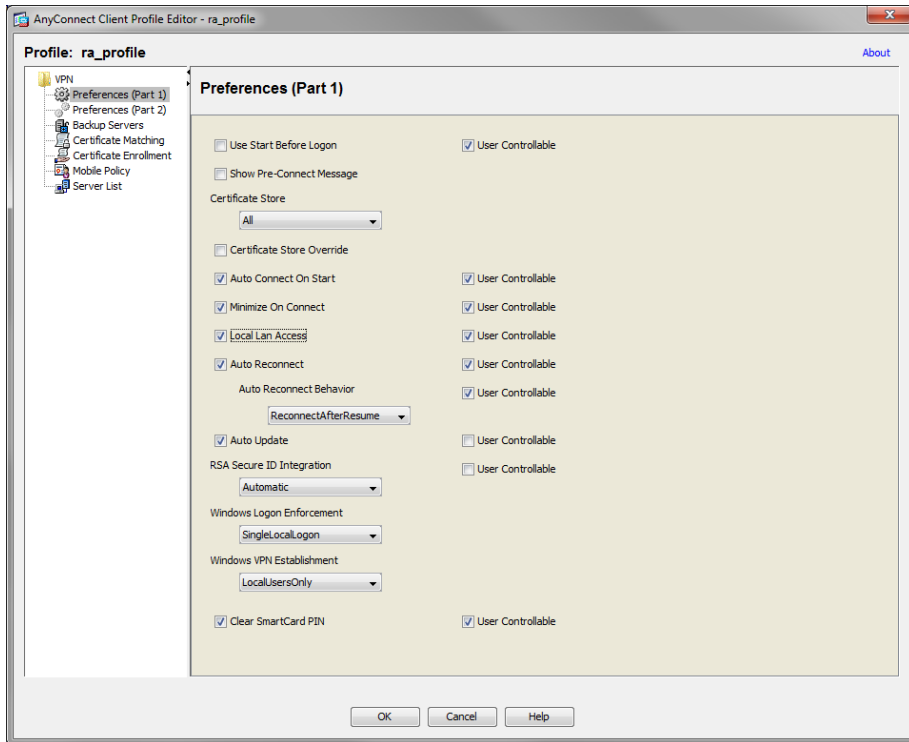 AnyConnect Client Profile Editor - ra_profile
Profile: ra_profile
About
VPN
Preferences (Part 1)
Preferences (Part 2)
Backup Servers
Certificate Matching
Certificate Enrollment
Mobile Policy
Server List
Preferences (Part 1)
Use Start Before Logon User Controllable
Show Pre-Connect Message
Certificate Store
All
Certificate Store Override
Auto Connect On Start User Controllable
Minimize On Connect User Controllable
Local Lan Access User Controllable
Auto Reconnect User Controllable
Auto Reconnect Behavior User Controllable
ReconnectAfterResume
Auto Update User Controllable
RSA Secure ID Integration User Controllable
Automatic
Windows Logon Enforcement
SingleLocalLogon
Windows VPN Establishment
LocalUsersOnly
Clear SmartCard PIN User Controllable
OK Cancel Help